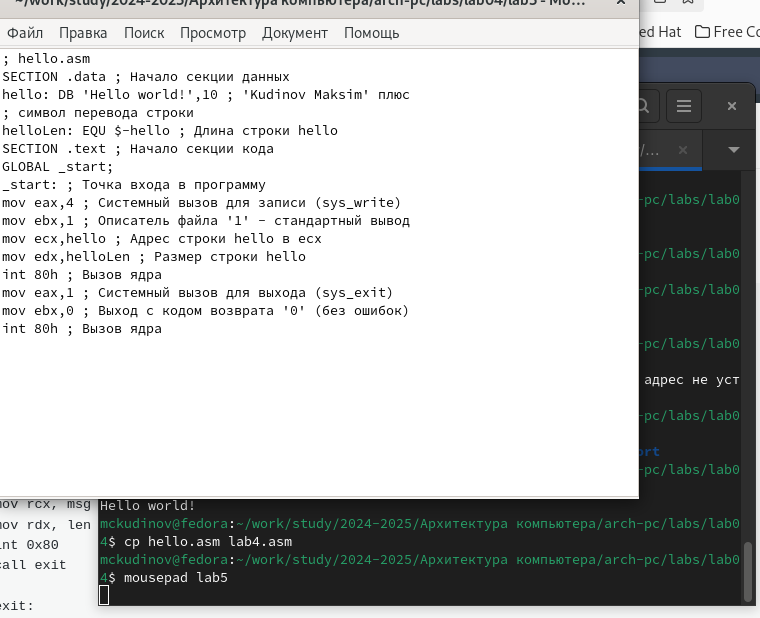 ~/work/study/2024-2025/Архитектура компьютера/arch-pc/labs/lab04/lab5 - Mo...
Файл Правка Поиск Просмотр Документ Помощь
ed Hat Free Co
; hello.asm
SECTION .data ; Начало секции данных
hello: DB 'Hello world!',10 ; 'Kudinov Maksim' плюс
; символ перевода строки
helloLen: EQU $-hello ; Длина строки hello
SECTION .text ; Начало секции кода
GLOBAL _start;
_start: ; Точка входа в программу
mov eax,4 ; Системный вызов для записи (sys_write)
mov ebx,1 ; Описатель файла '1' - стандартный вывод
mov ecx,hello ; Адрес строки hello в ecx
mov edx,helloLen ; Размер строки hello
int 80h ; Вызов ядра
mov eax,1 ; Системный вызов для выхода (sys_exit)
mov ebx,0 ; Выход с кодом возврата '0' (без ошибок)
int 80h ; Вызов ядра
/...
-pc/labs/lab0
-pc/labs/lab0
-pc/labs/lab0
-pc/labs/lab0
адрес не уст
-pc/labs/lab0
ort
-pc/labs/lab0
mov rcx, msg
mov rdx, len
int 0x80
call exit
exit:
Hello world!
mckudinov@fedora:~/work/study/2024-2025/Архитектура компьютера/arch-pc/labs/lab0
4$ cp hello.asm lab4.asm
mckudinov@fedora:~/work/study/2024-2025/Архитектура компьютера/arch-pc/labs/lab0
4$ mousepad lab5